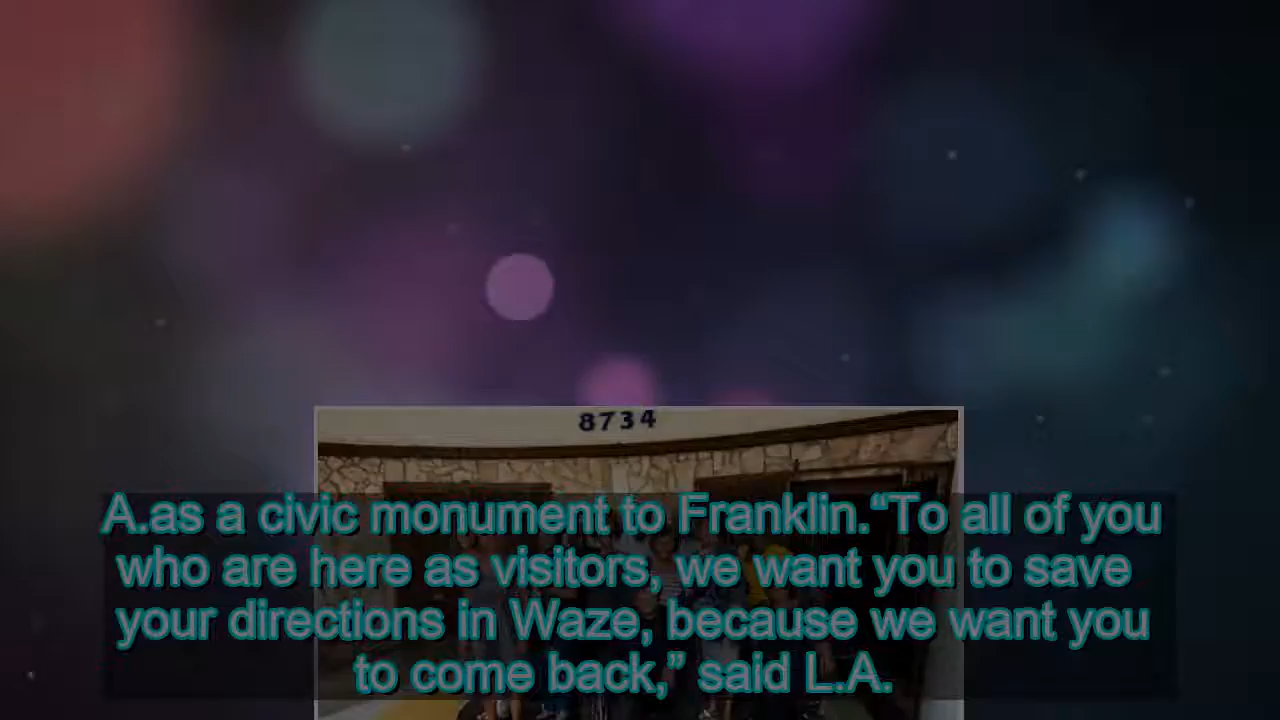 8734
A.as a civic monument to Franklin.“To all of you
who are here as visitors, we want you to save
your directions in Waze, because we want you
to come back,” said L.A.